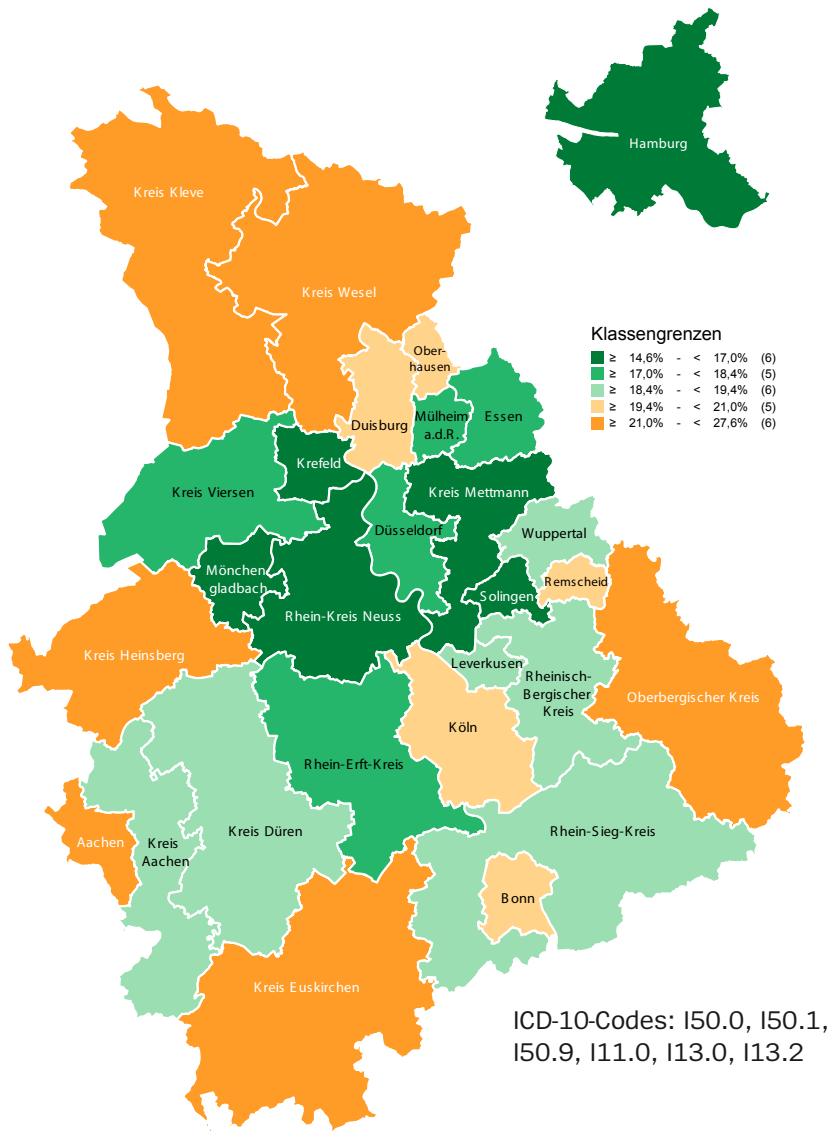 Hamburg
Kreis Kleve
Kreis Wesel
Klassengrenzen
≥ 14,6% - < 17,0% (6)
≥ 17,0% - < 18,4% (5)
≥ 18,4% - < 19,4% (6)
≥ 19,4% - < 21,0% (5)
≥ 21,0% - < 27,6% (6)
Ober-
hausen
Duisburg
Mülheim
a.d.R.
Essen
Krefeld
Kreis Viersen
Kreis Mettmann
Düsseldorf
Wuppertal
Mönchen
gladbach
Remscheid
Solingen
Rhein-Kreis Neuss
Kreis Heinsberg
Leverkusen
Rheinisch-
Bergischer
Kreis
Oberbergischer Kreis
Köln
Rhein-Erft-Kreis
Aachen
Kreis
Aachen
Kreis Düren
Rhein-Sieg-Kreis
Bonn
Kreis Euskirchen
ICD-10-Codes: I50.0, I50.1,
I50.9, I11.0, I13.0, I13.2